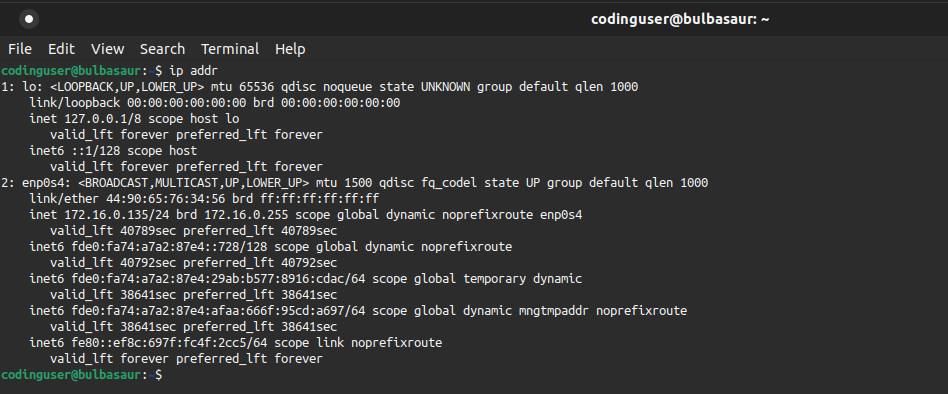 codinguser@bulbasaur: ~
File Edit View Search Terminal Help
codinguser@bulbasaur:~$ ip addr
1: lo: <LOOPBACK,UP,LOWER_UP> mtu 65536 qdisc noqueue state UNKNOWN group default qlen 1000
    link/loopback 00:00:00:00:00:00 brd 00:00:00:00:00:00
    inet 127.0.0.1/8 scope host lo
       valid_lft forever preferred_lft forever
    inet6 ::1/128 scope host
       valid_lft forever preferred_lft forever
2: enp0s4: <BROADCAST,MULTICAST,UP,LOWER_UP> mtu 1500 qdisc fq_codel state UP group default qlen 1000
    link/ether 44:90:65:76:34:56 brd ff:ff:ff:ff:ff:ff
    inet 172.16.0.135/24 brd 172.16.0.255 scope global dynamic noprefixroute enp0s4
       valid_lft 40789sec preferred_lft 40789sec
    inet6 fde0:fa74:a7a2:87e4::728/128 scope global dynamic noprefixroute
       valid_lft 40792sec preferred_lft 40792sec
    inet6 fde0:fa74:a7a2:87e4:29ab:b577:8916:cdac/64 scope global temporary dynamic
       valid_lft 38641sec preferred_lft 38641sec
    inet6 fde0:fa74:a7a2:87e4:afaa:666f:95cd:a697/64 scope global dynamic mngtmpaddr noprefixroute
       valid_lft 38641sec preferred_lft 38641sec
    inet6 fe80::ef8c:697f:fc4f:2cc5/64 scope link noprefixroute
       valid_lft forever preferred_lft forever
codinguser@bulbasaur:~$